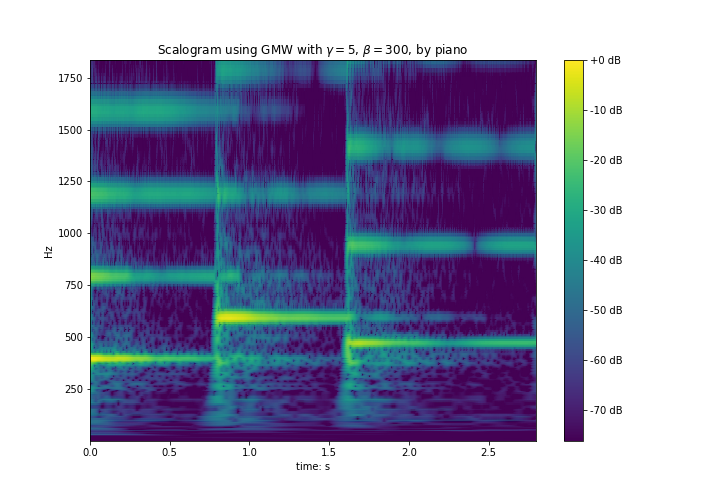 Scalogram using GMW with γ = 5, β = 300, by piano
1750
1500
1250
1000
750
500
250
Hz
0.0
0.5
1.0
1.5
2.0
2.5
time: s
+0 dB
-10 dB
-20 dB
-30 dB
-40 dB
-50 dB
-60 dB
-70 dB